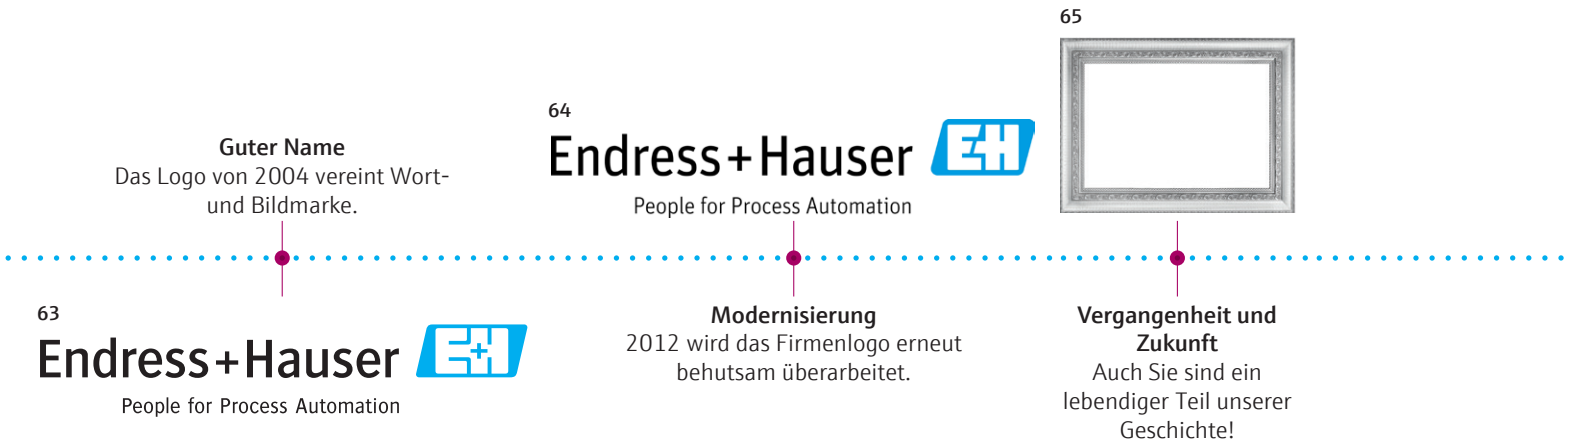 Guter Name
Das Logo von 2004 vereint Wort-
und Bildmarke.
63
Endress+Hauser E+H
People for Process Automation
64
Endress+Hauser E+H
People for Process Automation
Modernisierung
2012 wird das Firmenlogo erneut
behutsam überarbeitet.
65
Vergangenheit und
Zukunft
Auch Sie sind ein
lebendiger Teil unserer
Geschichte!